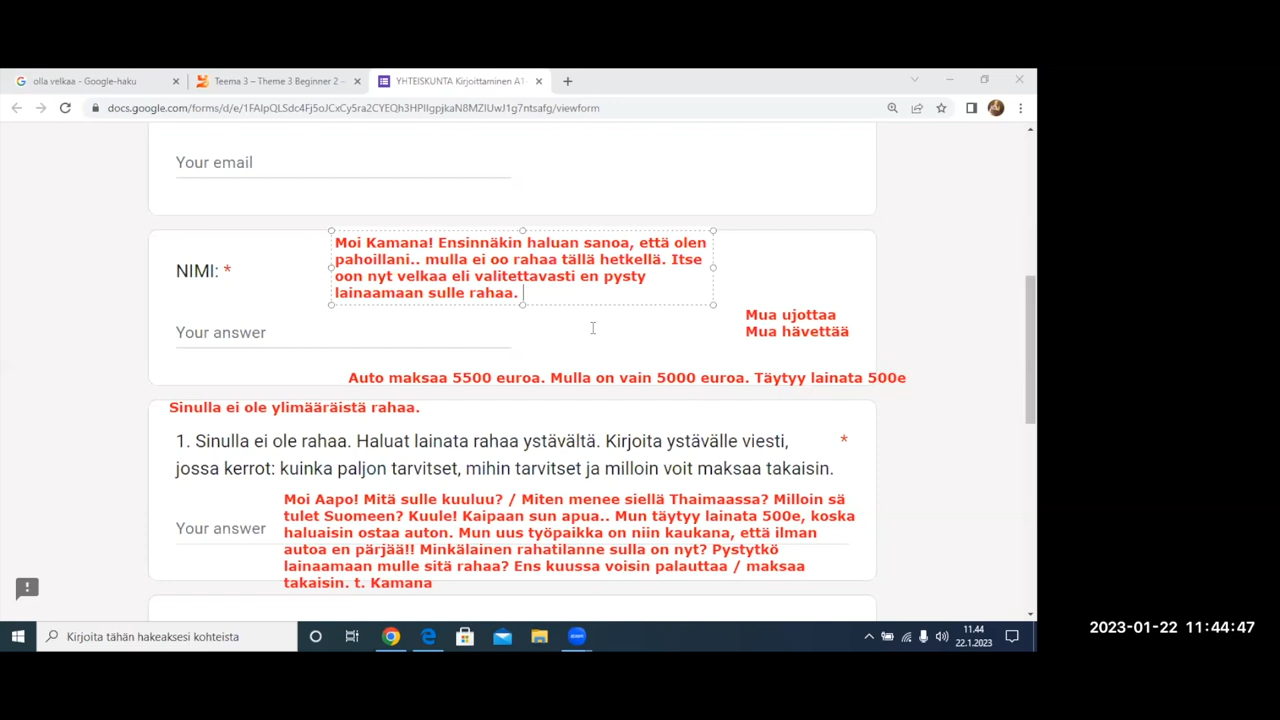 olla velkaa - Google-haku
Teema 3 – Theme 3 Beginner 2 –
YHTEISKUNTA Kirjoittaminen A1
docs.google.com/forms/d/e/1FAIpQLSdc4Fj5oJCxCy5ra2CYEQh3HPlIgpjkaN8MZIUwJ1g7ntsafg/viewform
Your email
Moi Kamana! Ensinnäkin haluan sanoa, että olen
pahoillani.. mulla ei oo rahaa tällä hetkellä. Itse
oon nyt velkaa eli valitettavasti en pysty
lainaamaan sulle rahaa.
NIMI: *
Your answer
Mua ujottaa
Mua hävettää
Auto maksaa 5500 euroa. Mulla on vain 5000 euroa. Täytyy lainata 500e
Sinulla ei ole ylimääräistä rahaa.
1. Sinulla ei ole rahaa. Haluat lainata rahaa ystävältä. Kirjoita ystävälle viesti, *
jossa kerrot: kuinka paljon tarvitset, mihin tarvitset ja milloin voit maksaa takaisin.
Your answer
Moi Aapo! Mitä sulle kuuluu? / Miten menee siellä Thaimaassa? Milloin sä
tulet Suomeen? Kuule! Kaipaan sun apua.. Mun täytyy lainata 500e, koska
haluaisin ostaa auton. Mun uus työpaikka on niin kaukana, että ilman
autoa en pärjää!! Minkälainen rahatilanne sulla on nyt? Pystytkö
lainaamaan mulle sitä rahaa? Ens kuussa voisin palauttaa / maksaa
takaisin. t. Kamana
Kirjoita tähän hakeaksesi kohteista
zoom
11.44
22.1.2023
2023-01-22 11:44:47